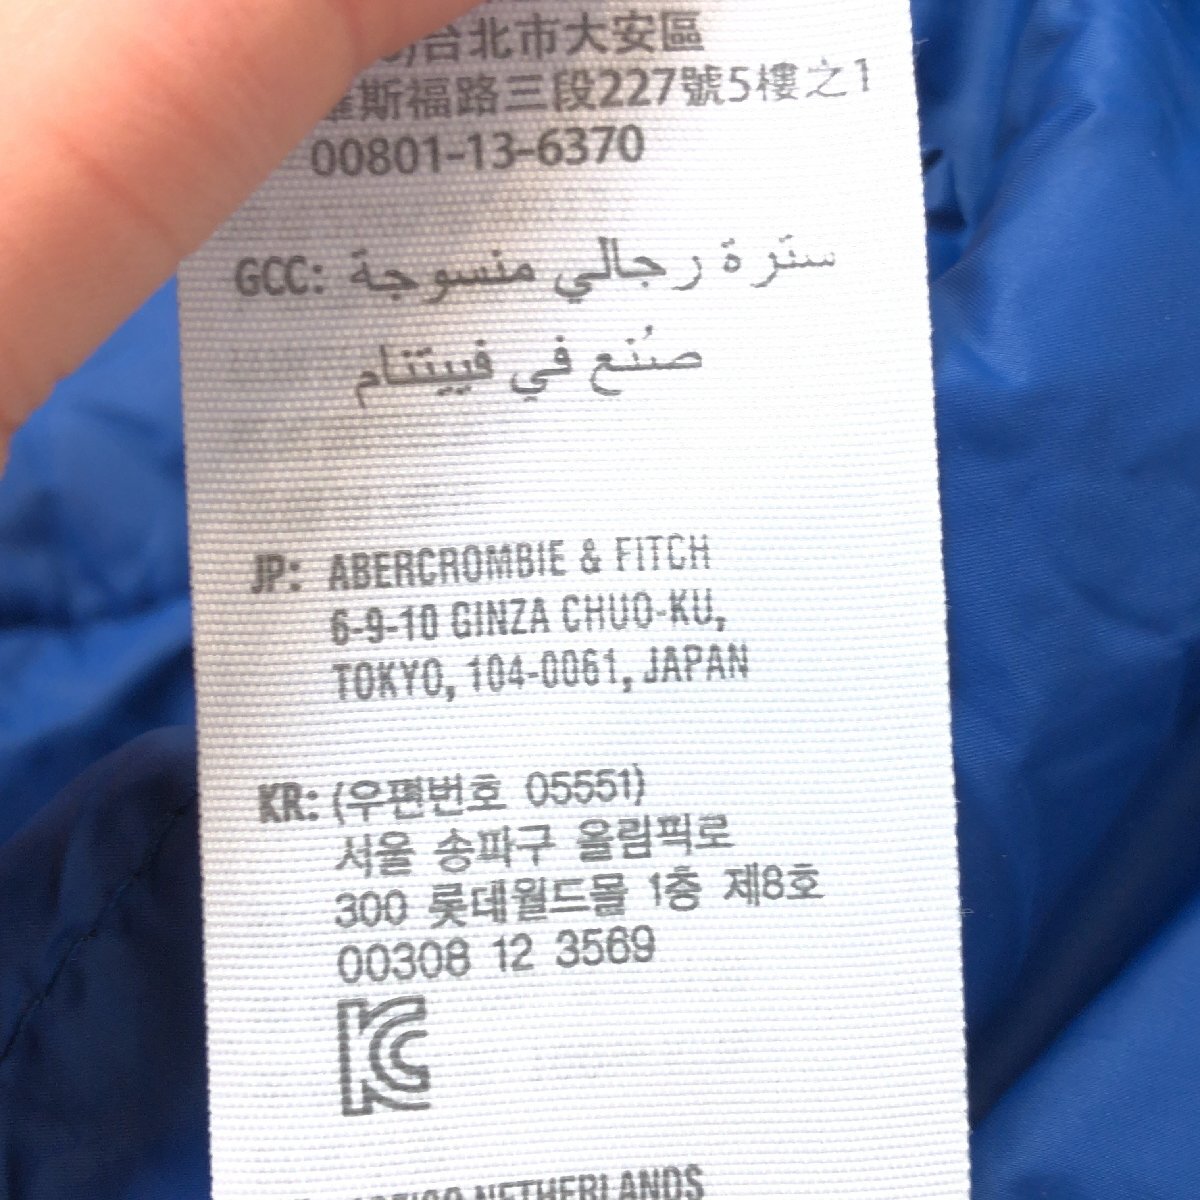 台北市大安區
斯福路三段227號5樓之1
00801-13-6370
GCC: سترة رجالي منسوجة
صُنع في فييتنام
JP: ABERCROMBIE & FITCH
6-9-10 GINZA CHUO-KU,
TOKYO, 104-0061, JAPAN
KR: (우편번호 05551)
서울 송파구 올림픽로
300 롯데월드몰 1층 제8호
00308 12 3569
KC
NETHERLANDS